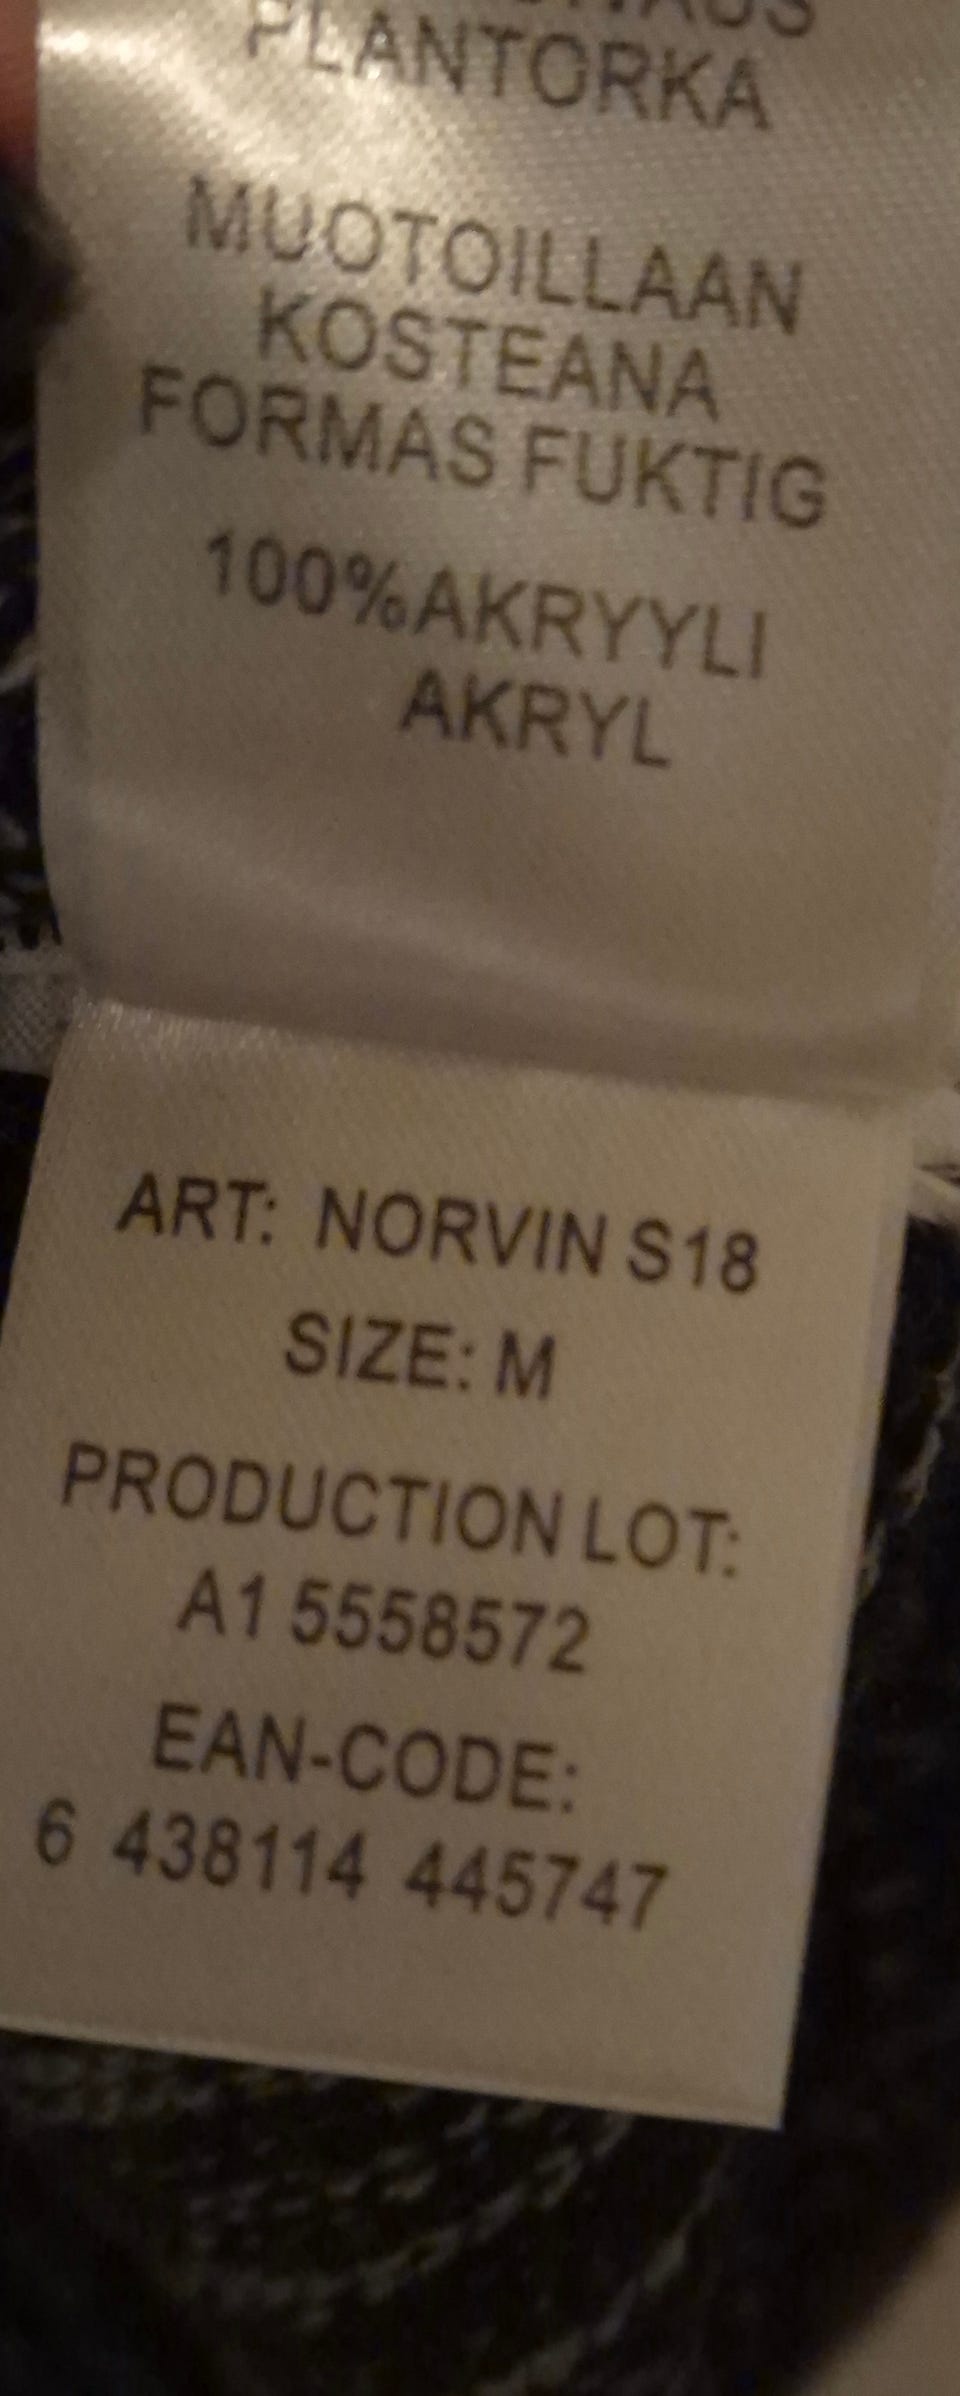 PLANTORKA
MUOTOILLAAN
KOSTEANA
FORMAS FUKTIG
100%AKRYYLI
AKRYL
ART: NORVIN S18
SIZE: M
PRODUCTION LOT:
A1 5558572
EAN-CODE:
6 438114 445747